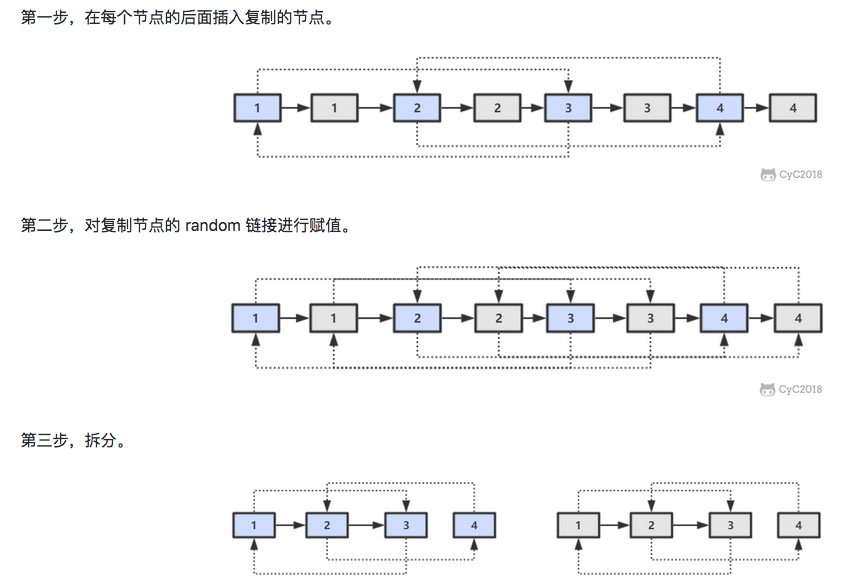 第一步，在每个节点的后面插入复制的节点。
1 1 2 2 3 3 4 4
CyC2018
第二步，对复制节点的 random 链接进行赋值。
1 1 2 2 3 3 4 4
CyC2018
第三步，拆分。
1 2 3 4 1 2 3 4